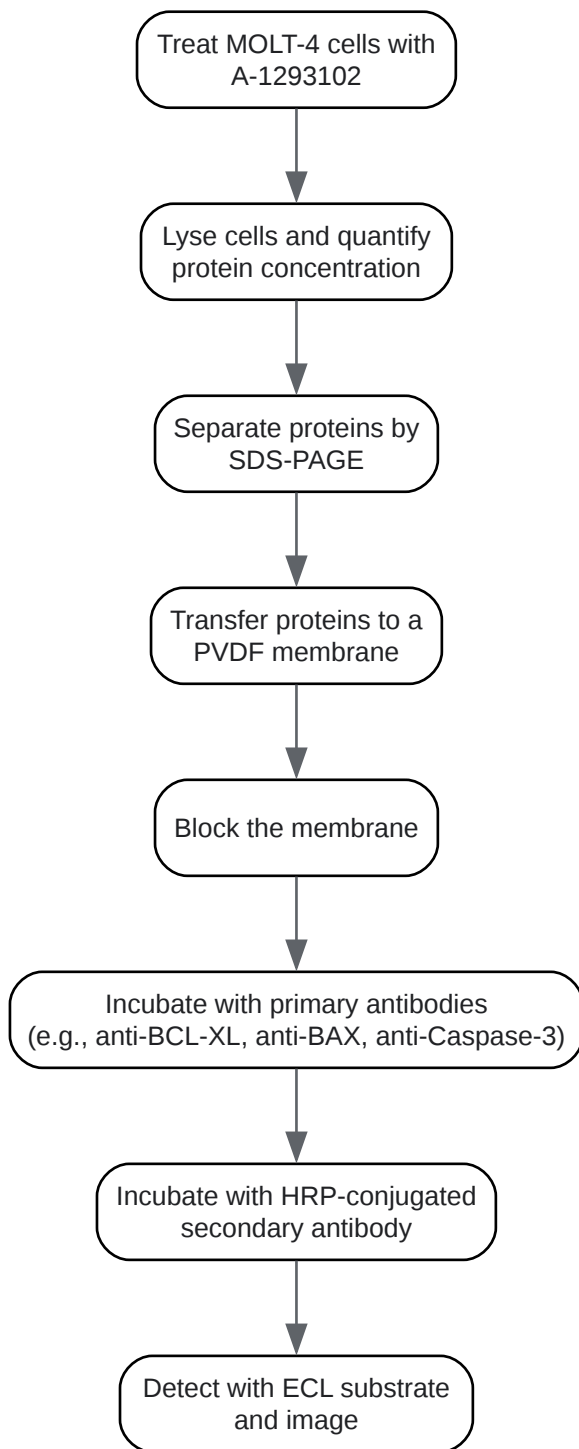 Treat MOLT-4 cells with
A-1293102
Lyse cells and quantify
protein concentration
Separate proteins by
SDS-PAGE
Transfer proteins to a
PVDF membrane
Block the membrane
Incubate with primary antibodies
(e.g., anti-BCL-XL, anti-BAX, anti-Caspase-3)
Incubate with HRP-conjugated
secondary antibody
Detect with ECL substrate
and image